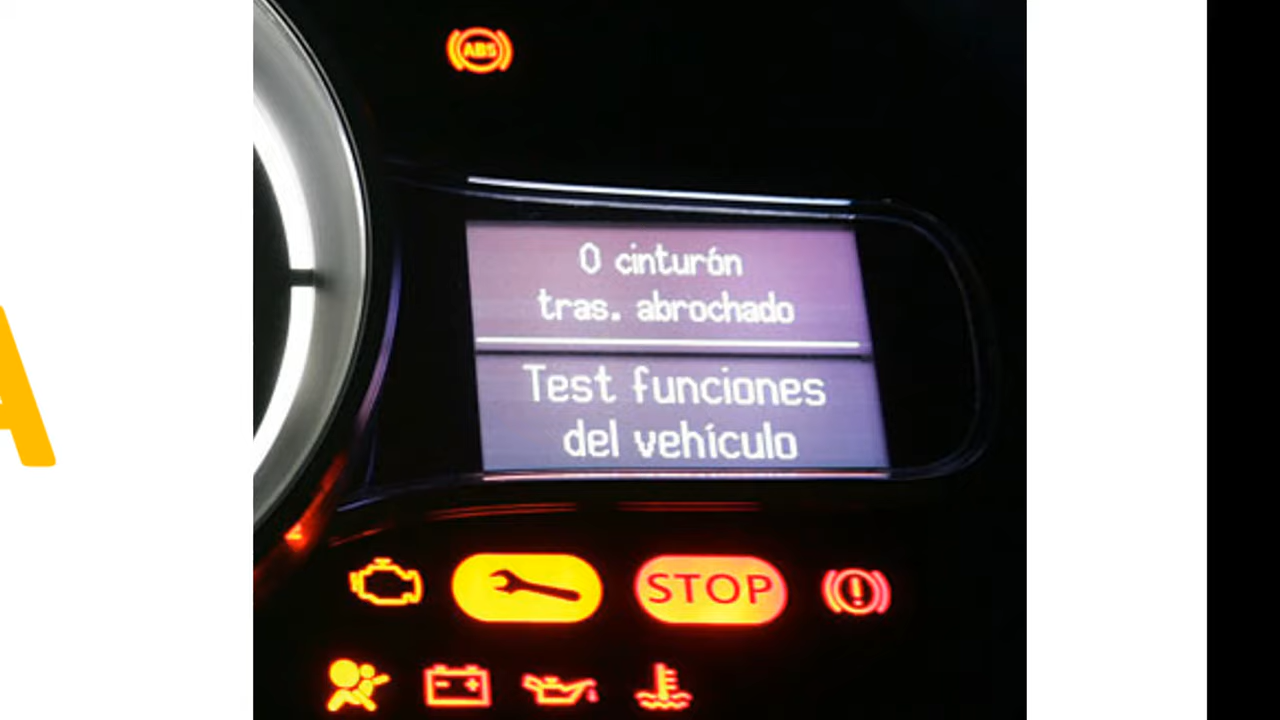 A
ABS
0 cinturón
tras. abrochado
Test funciones
del vehículo
STOP